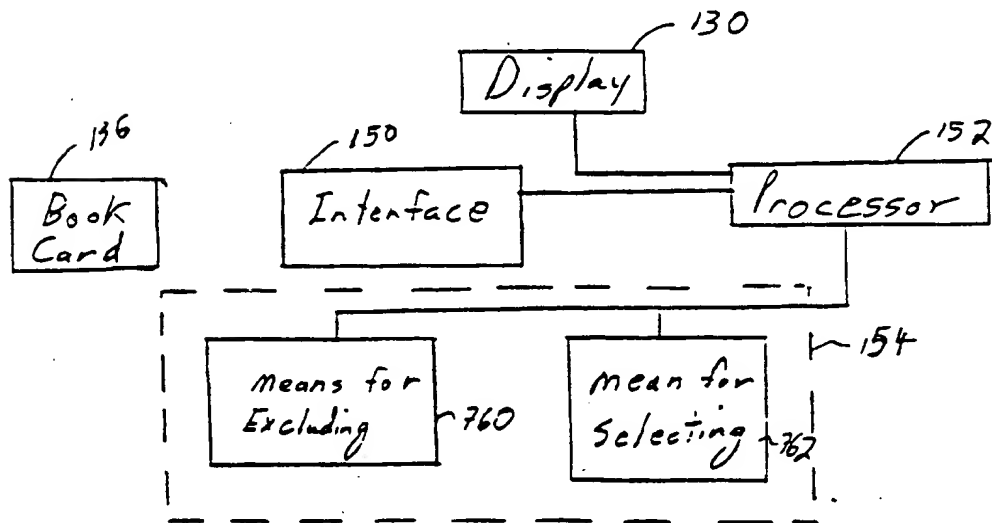 130
Display
136
150
152
Book
Card
Interface
Processor
154
means for
Excluding
760
mean for
Selecting
762